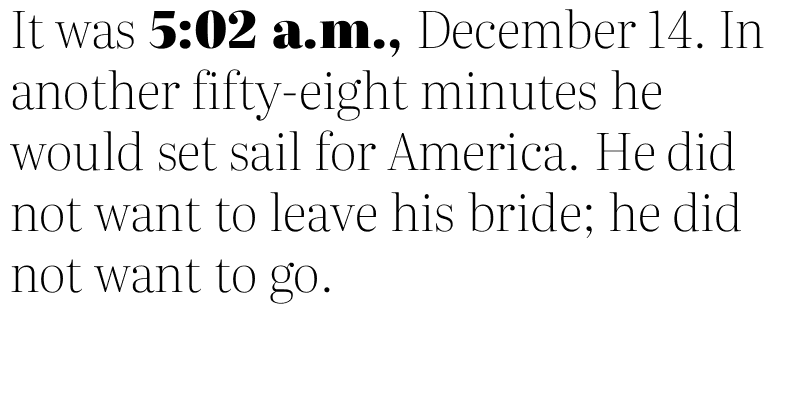 It was 5:02 a.m., December 14. In
another fifty-eight minutes he
would set sail for America. He did
not want to leave his bride; he did
not want to go.